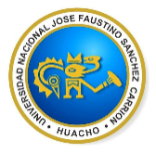 UNIVERSIDAD NACIONAL JOSE FAUSTINO SANCHEZ CARRION
• HUACHO •